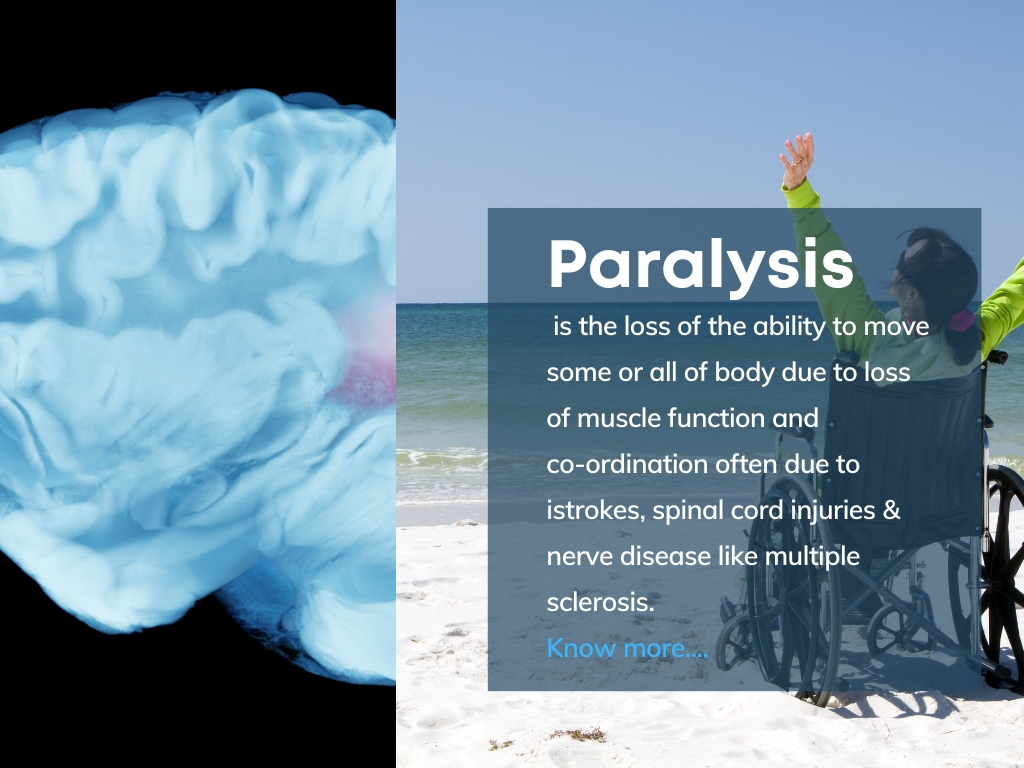 Paralysis
is the loss of the ability to move
some or all of body due to loss
of muscle function and
co-ordination often due to
istrokes, spinal cord injuries &
nerve disease like multiple
sclerosis.
Know more....